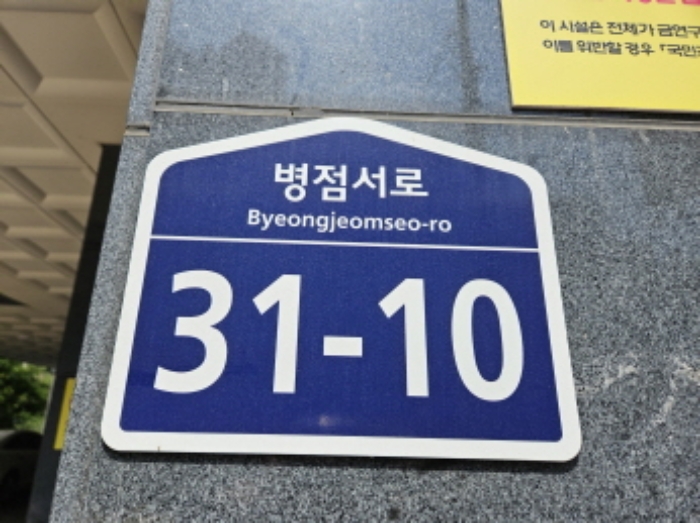 이 시설은 전체가 금연구
이를 위반할 경우 「국민
병점서로
Byeongjeomseo-ro
31-10